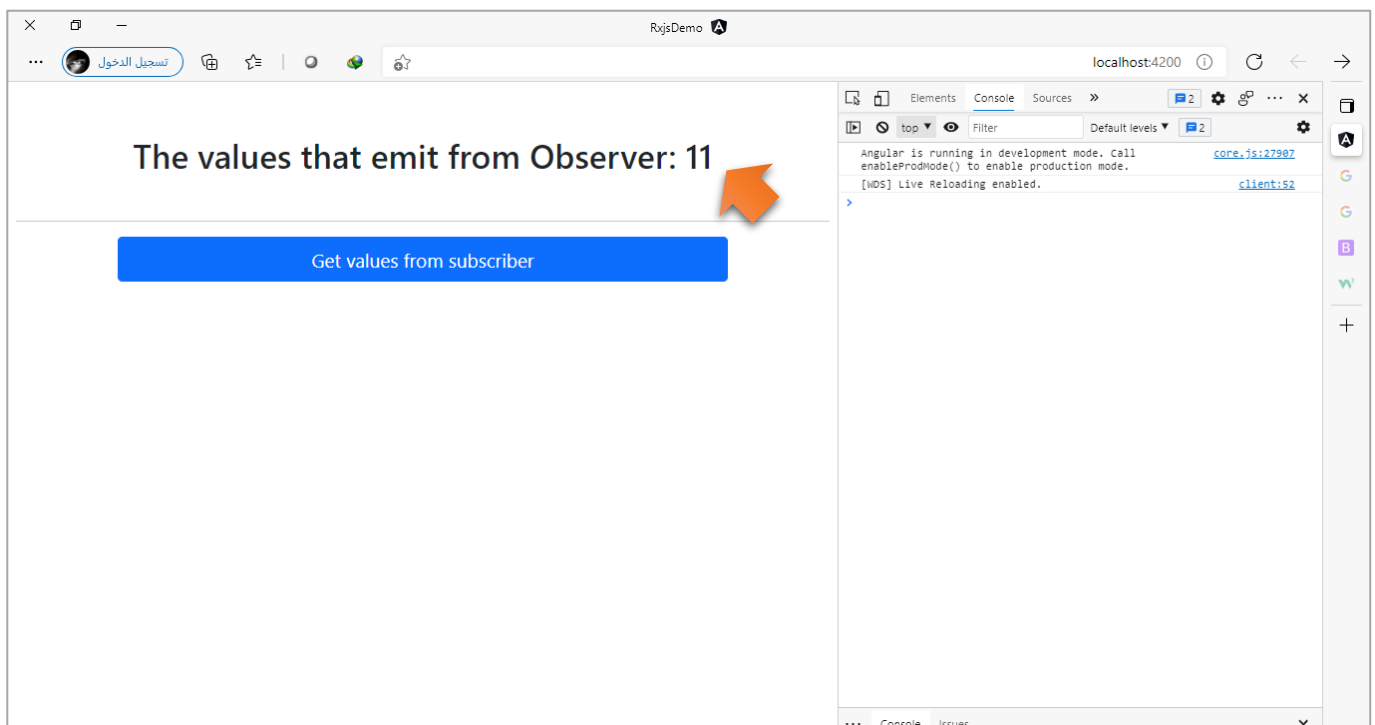 RxjsDemo
تسجيل الدخول
localhost:4200
The values that emit from Observer: 11
Get values from subscriber
Elements Console Sources » 2
top Filter Default levels 2
Angular is running in development mode. Call core.js:27907
enableProdMode() to enable production mode.
[WDS] Live Reloading enabled. client:52
>
G
G
B
Console Issues